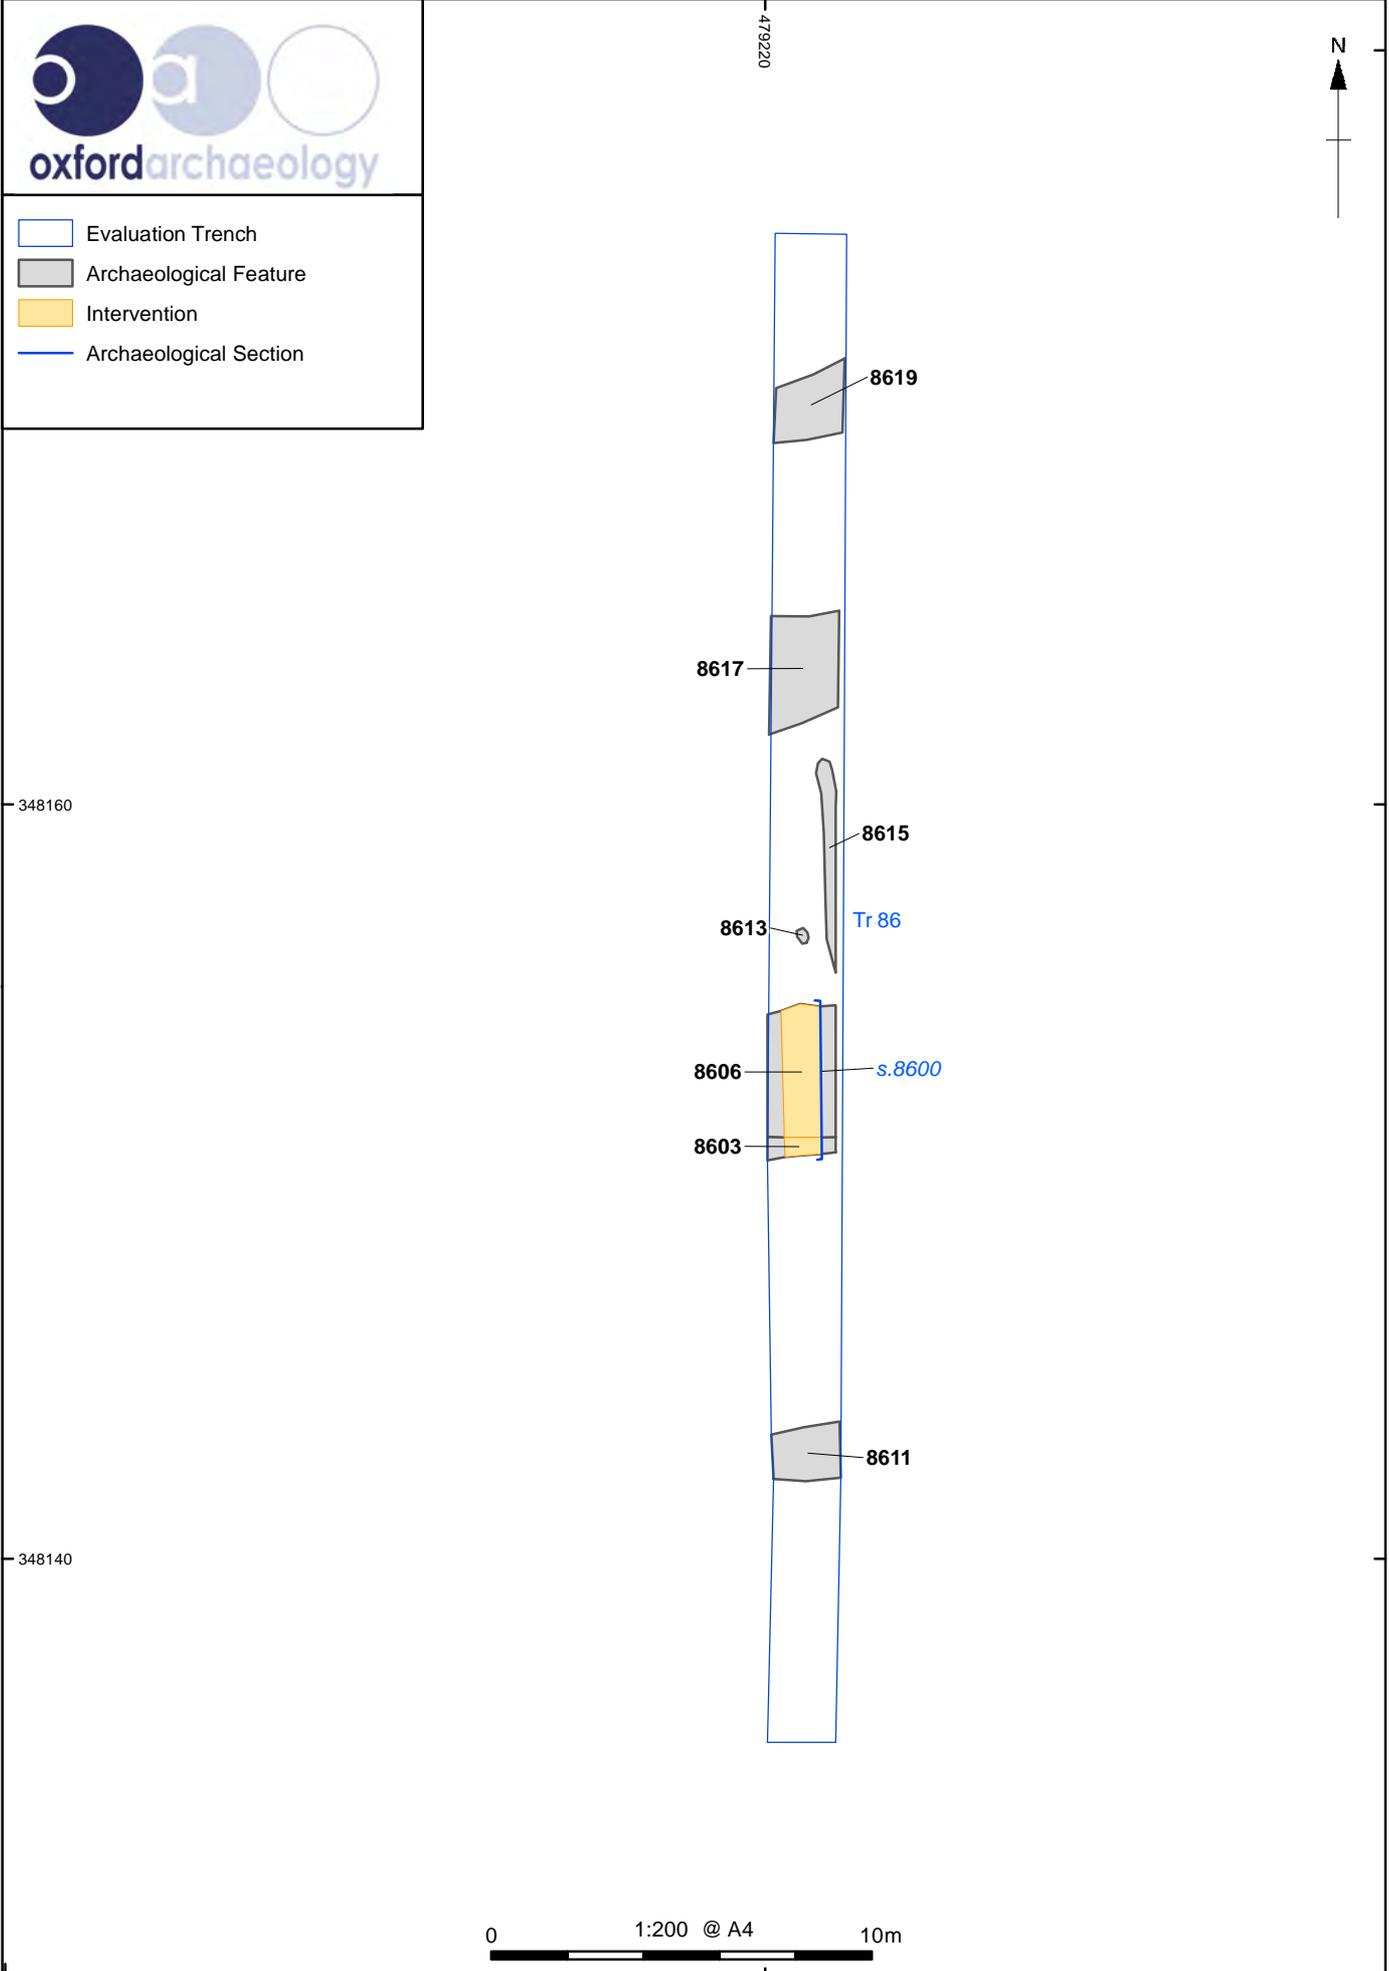 oxfordarchaeology
Evaluation Trench
Archaeological Feature
Intervention
Archaeological Section
479220
N
8619
8617
348160
8615
Tr 86
8613
8606
s.8600
8603
8611
348140
0 1:200 @ A4 10m